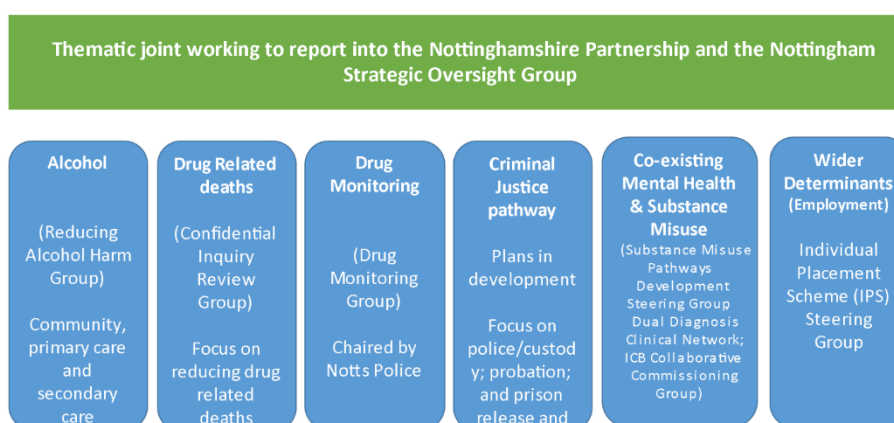 Thematic joint working to report into the Nottinghamshire Partnership and the Nottingham
Strategic Oversight Group
Alcohol
(Reducing
Alcohol Harm
Group)
Community,
primary care
and
secondary
care
Drug Related
deaths
(Confidential
Inquiry
Review
Group)
Focus on
reducing drug
related
deaths
Drug
Monitoring
(Drug
Monitoring
Group)
Chaired by
Notts Police
Criminal
Justice
pathway
Plans in
development
Focus on
police/custod
y; probation;
and prison
release and
Co-existing
Mental Health
& Substance
Misuse
(Substance Misuse
Pathways
Development
Steering Group
Dual Diagnosis
Clinical Network;
ICB Collaborative
Commissioning
Group)
Wider
Determinants
(Employment)
Individual
Placement
Scheme (IPS)
Steering
Group